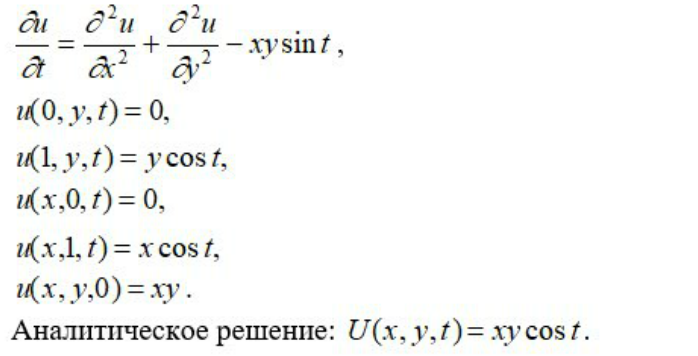 ∂u/∂t = ∂²u/∂x² + ∂²u/∂y² − xy sin t ,
u(0, y, t) = 0,
u(1, y, t) = y cos t,
u(x,0, t) = 0,
u(x,1, t) = x cos t,
u(x, y,0) = xy .
Аналитическое решение: U(x, y, t) = xy cos t .